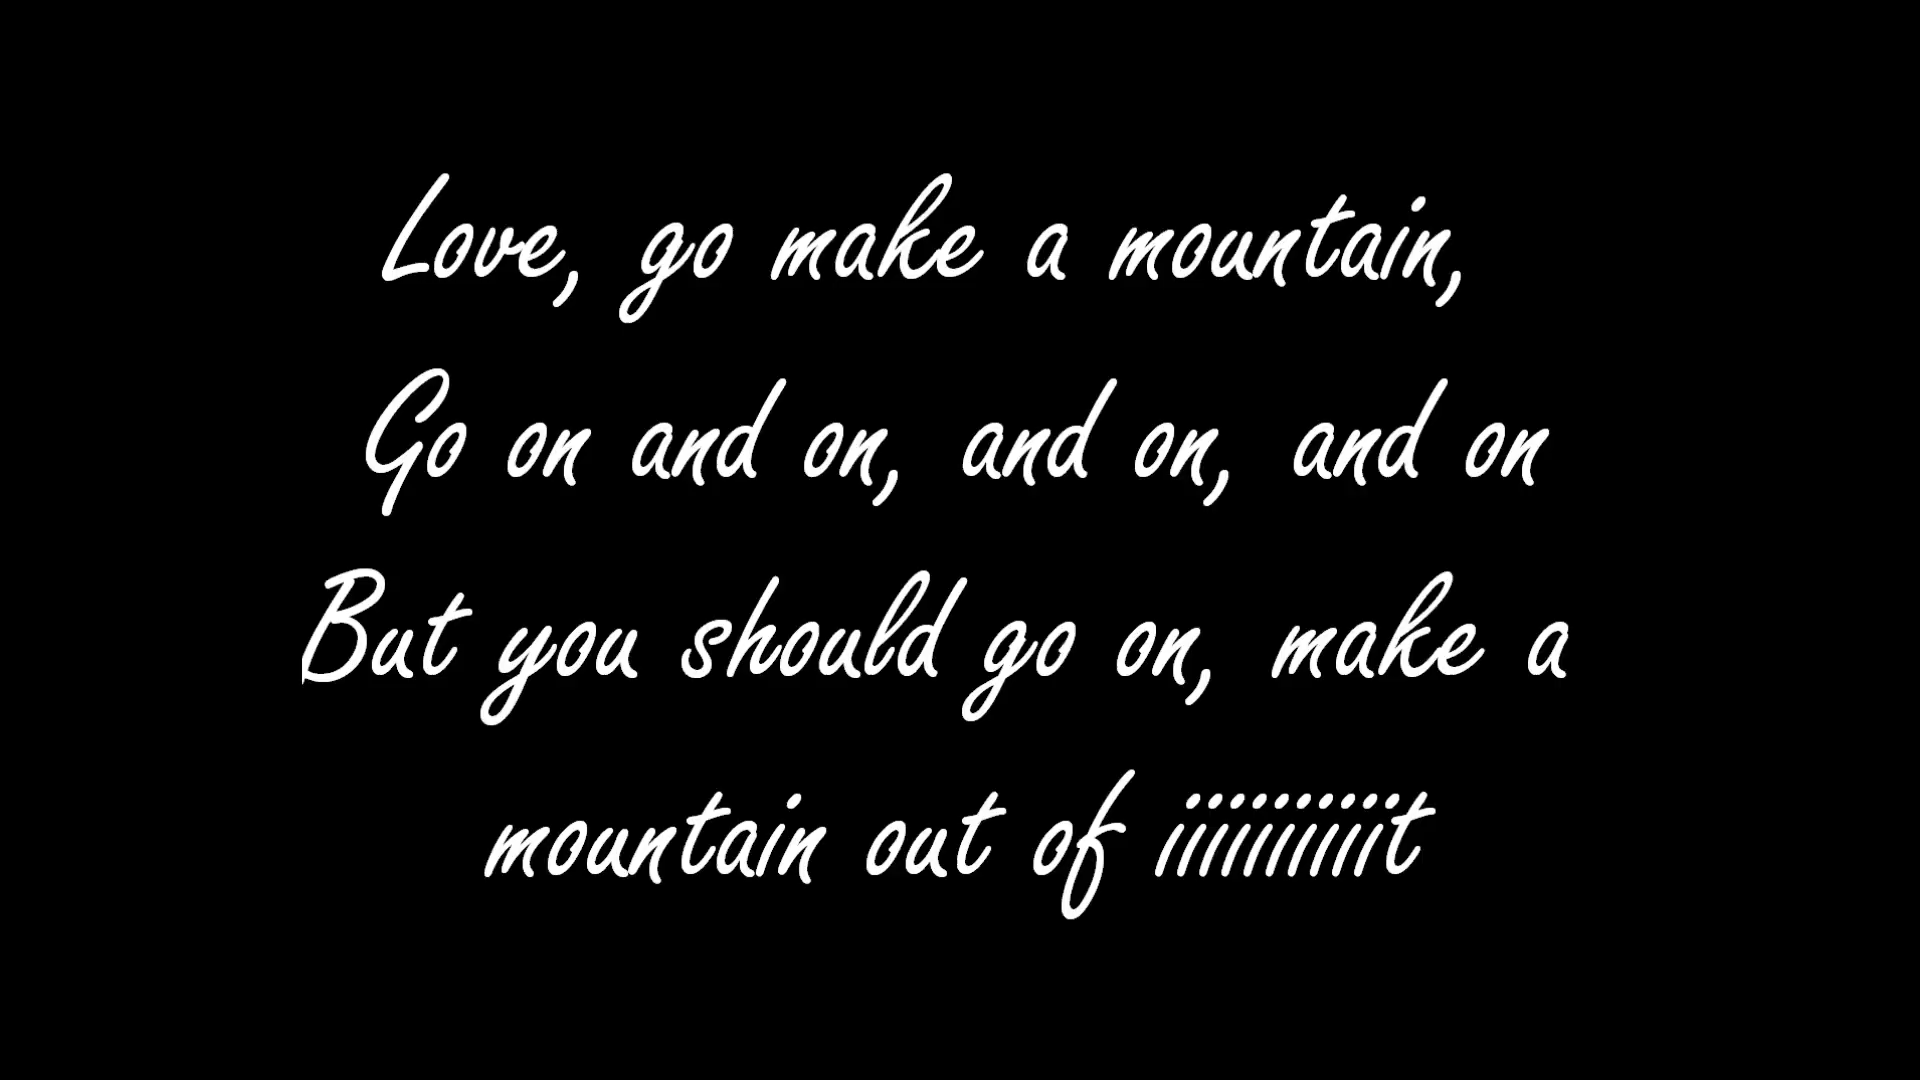 Love, go make a mountain,
Go on and on, and on, and on
But you should go on, make a
mountain out of iiiiiiiiiit